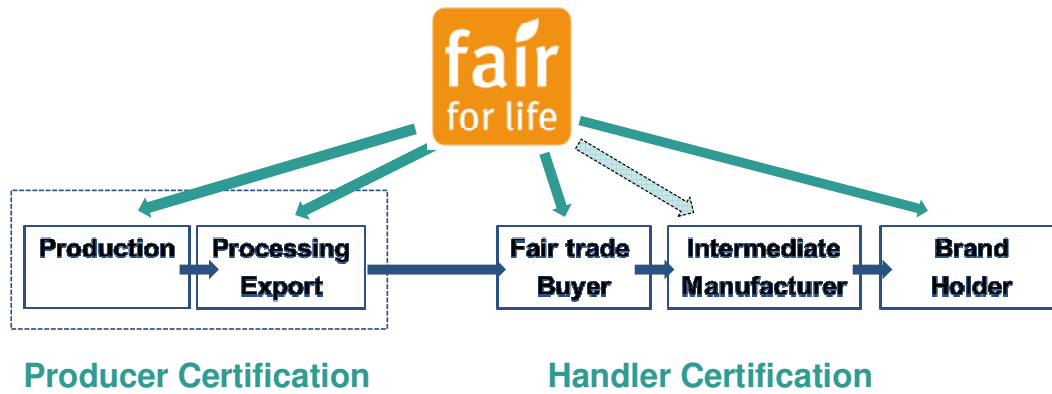 fair
for life
Production
Processing
Export
Fair trade
Buyer
Intermediate
Manufacturer
Brand
Holder
Producer Certification
Handler Certification